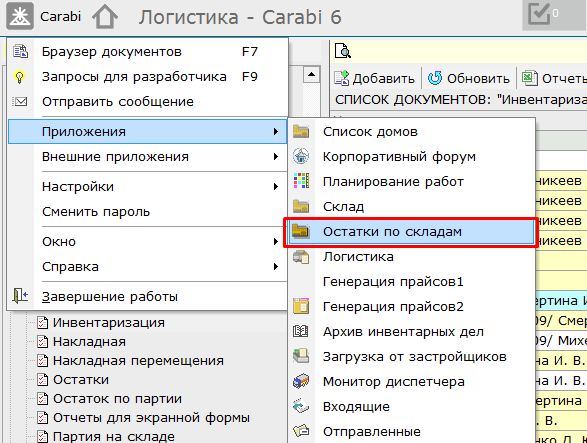 Carabi Логистика - Carabi 6 0
Браузер документов F7
Запросы для разработчика F9
Отправить сообщение
Приложения
Внешние приложения
Настройки
Сменить пароль
Окно
Справка
Завершение работы
Инвентаризация
Накладная
Накладная перемещения
Остатки
Остаток по партии
Отчеты для экранной формы
Партия на складе
Список домов
Корпоративный форум
Планирование работ
Склад
Остатки по складам
Логистика
Генерация прайсов1
Генерация прайсов2
Архив инвентарных дел
Загрузка от застройщиков
Монитор диспетчера
Входящие
Отправленные
Добавить Обновить Отчеты
СПИСОК ДОКУМЕНТОВ: "Инвентариза
никеев
никеев
никеев
ертина И
09/ Смер
09/ Михе
на И. В.
на И. В.
на И. В.